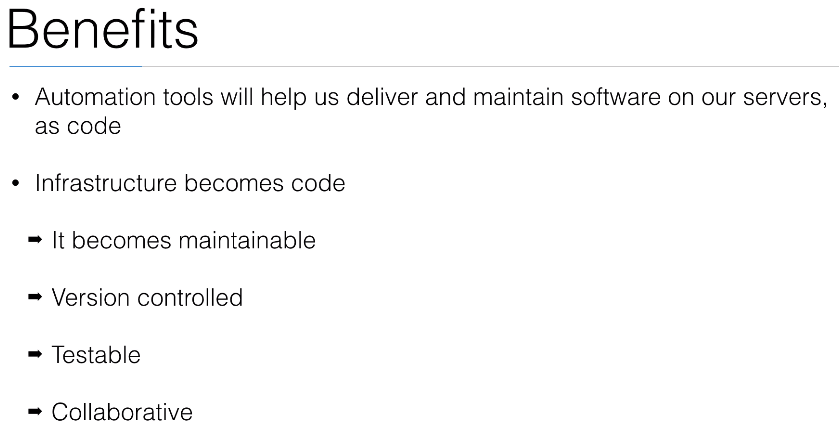 Benefits
• Automation tools will help us deliver and maintain software on our servers,
as code
• Infrastructure becomes code
➡ It becomes maintainable
➡ Version controlled
➡ Testable
➡ Collaborative